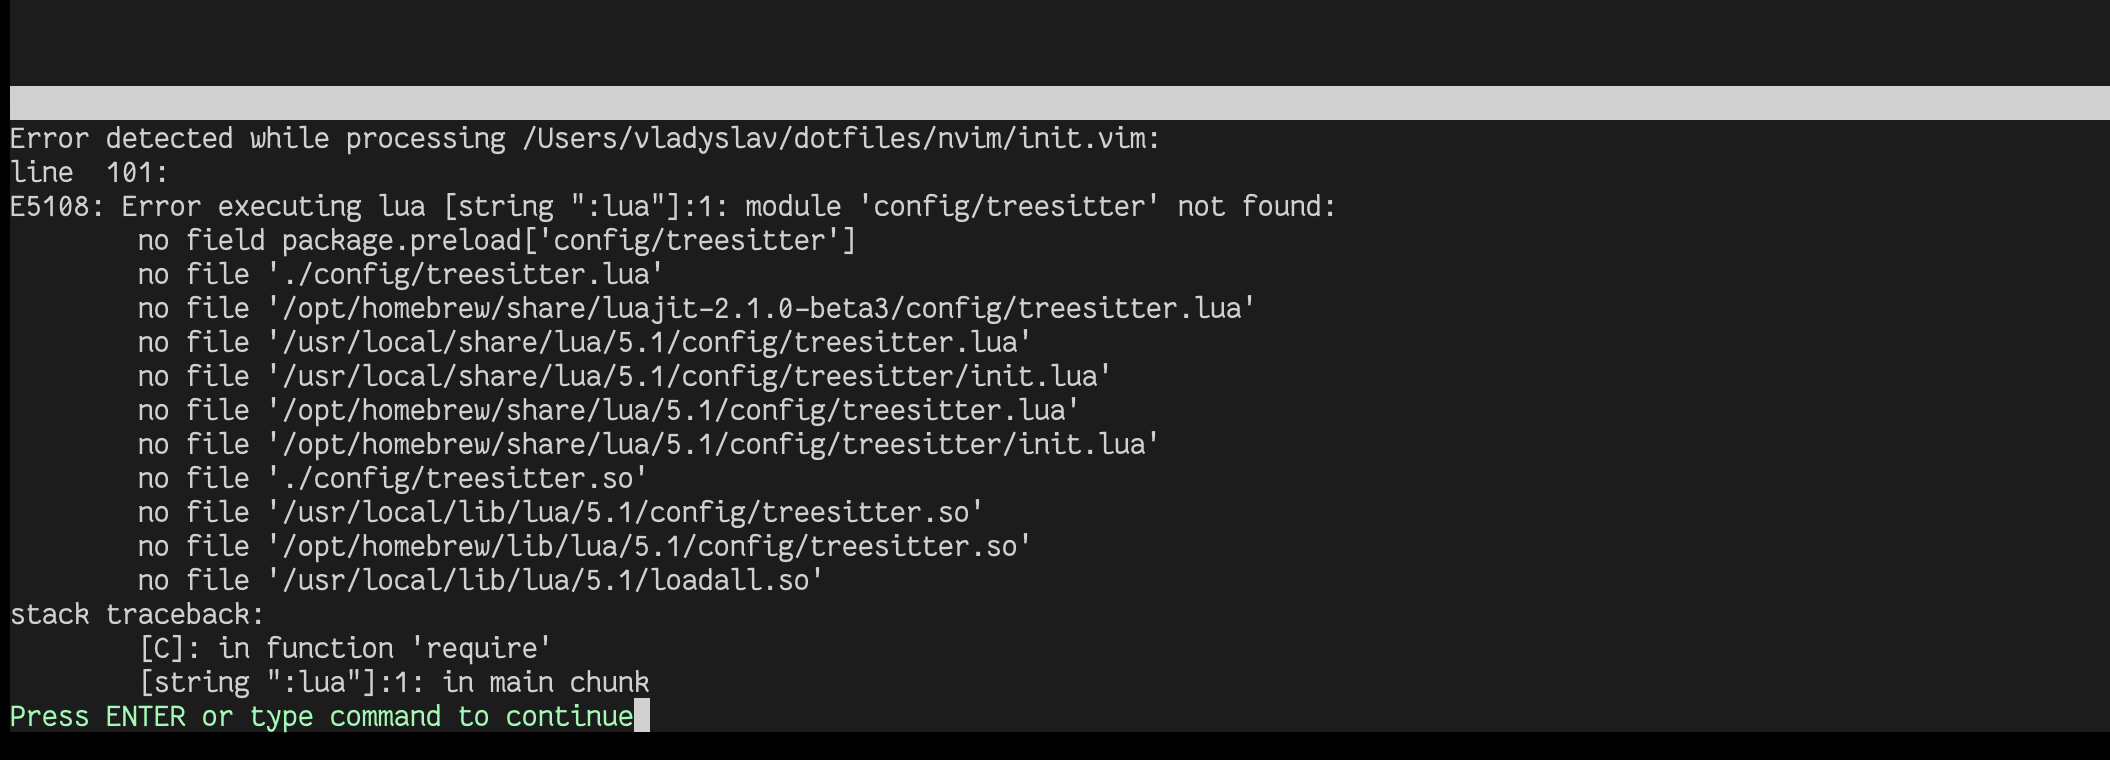 Error detected while processing /Users/vladyslav/dotfiles/nvim/init.vim:
line  101:
E5108: Error executing lua [string ":lua"]:1: module 'config/treesitter' not found:
        no field package.preload['config/treesitter']
        no file './config/treesitter.lua'
        no file '/opt/homebrew/share/luajit-2.1.0-beta3/config/treesitter.lua'
        no file '/usr/local/share/lua/5.1/config/treesitter.lua'
        no file '/usr/local/share/lua/5.1/config/treesitter/init.lua'
        no file '/opt/homebrew/share/lua/5.1/config/treesitter.lua'
        no file '/opt/homebrew/share/lua/5.1/config/treesitter/init.lua'
        no file './config/treesitter.so'
        no file '/usr/local/lib/lua/5.1/config/treesitter.so'
        no file '/opt/homebrew/lib/lua/5.1/config/treesitter.so'
        no file '/usr/local/lib/lua/5.1/loadall.so'
stack traceback:
        [C]: in function 'require'
        [string ":lua"]:1: in main chunk
Press ENTER or type command to continue